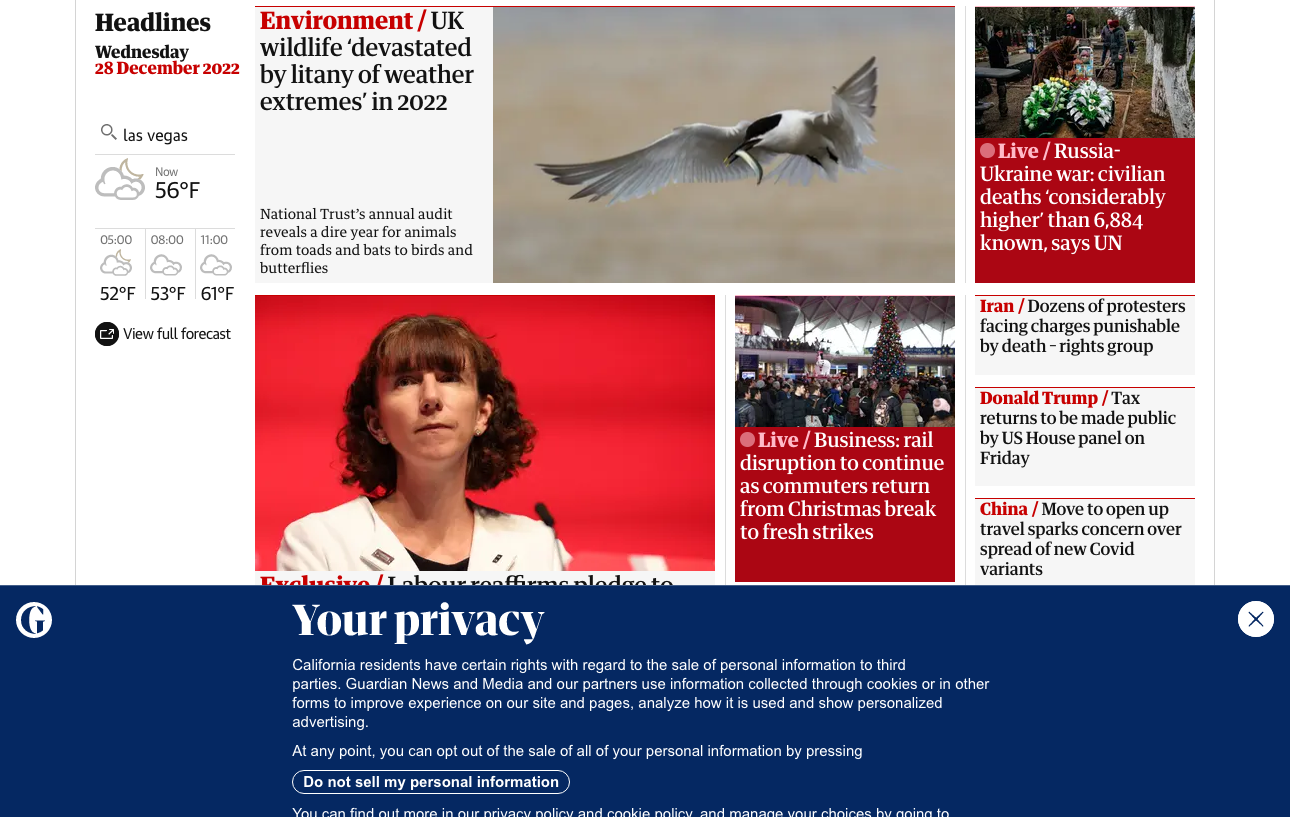 Headlines
Wednesday
28 December 2022
las vegas
Now
56°F
05:00
08:00
11:00
52°F
53°F
61°F
View full forecast
Environment / UK
wildlife ‘devastated
by litany of weather
extremes’ in 2022
National Trust’s annual audit
reveals a dire year for animals
from toads and bats to birds and
butterflies
Live / Russia-
Ukraine war: civilian
deaths ‘considerably
higher’ than 6,884
known, says UN
Exclusive / Labour reaffirms pledge to
Live / Business: rail
disruption to continue
as commuters return
from Christmas break
to fresh strikes
Iran / Dozens of protesters
facing charges punishable
by death – rights group
Donald Trump / Tax
returns to be made public
by US House panel on
Friday
China / Move to open up
travel sparks concern over
spread of new Covid
variants
G
Your privacy
California residents have certain rights with regard to the sale of personal information to third
parties. Guardian News and Media and our partners use information collected through cookies or in other
forms to improve experience on our site and pages, analyze how it is used and show personalized
advertising.
At any point, you can opt out of the sale of all of your personal information by pressing
Do not sell my personal information
You can find out more in our privacy policy and cookie policy, and manage your choices by going to